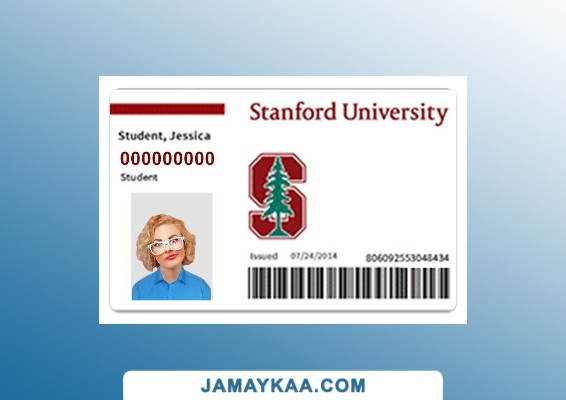 Stanford University
Student, Jessica
000000000
Student
S
Issued 07/24/2014 806092553048434
JAMAYKAA.COM